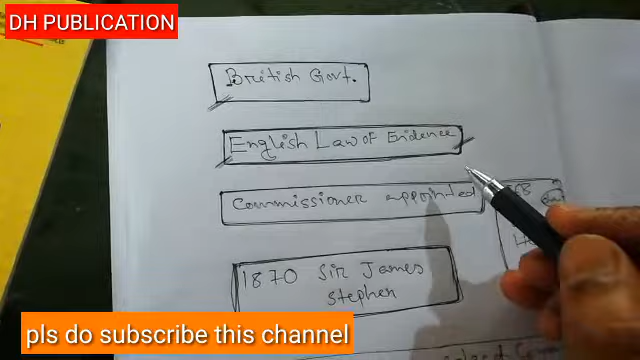 DH PUBLICATION
British Govt.
English Law of Evidence
Commissioner appointed
1870 Sir James
Stephen
pls do subscribe this channel